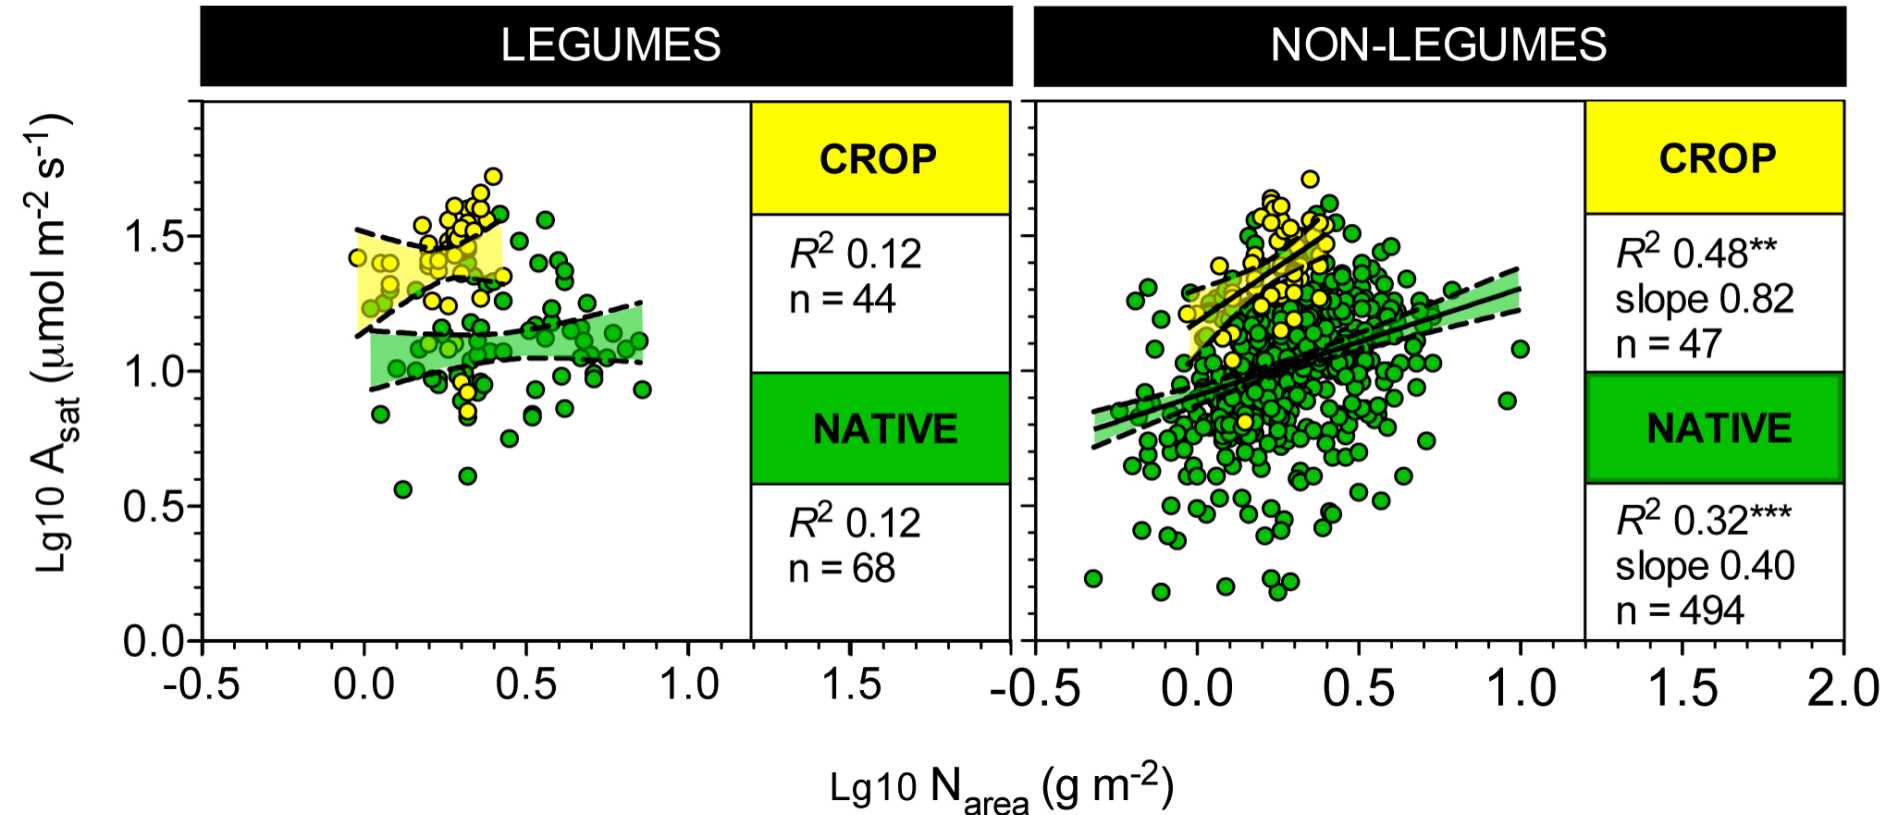 LEGUMES
NON-LEGUMES
Lg10 A_sat (μmol m⁻² s⁻¹)
1.5
1.0
0.5
0.0
CROP
R² 0.12
n = 44
NATIVE
R² 0.12
n = 68
CROP
R² 0.48**
slope 0.82
n = 47
NATIVE
R² 0.32***
slope 0.40
n = 494
-0.5 0.0 0.5 1.0 1.5
-0.5 0.0 0.5 1.0 1.5 2.0
Lg10 N_area (g m⁻²)